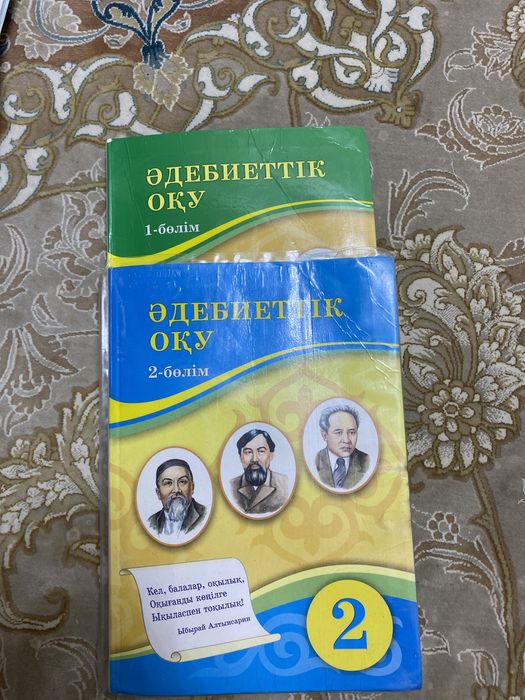 ӘДЕБИЕТТІК
ОҚУ
1-бөлім
ӘДЕБИЕТТІК
ОҚУ
2-бөлім
Кел, балалар, оқылық,
Оқығанды көңілге
Ықыласпен тоқылық!
Ыбырай Алтынсарин
2